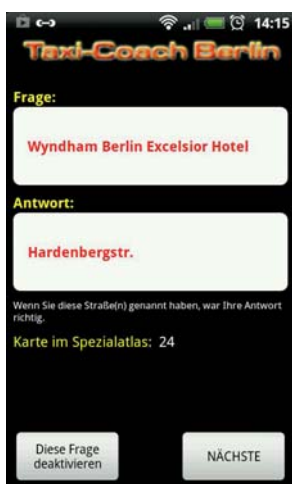 14:15
Taxi-Coach Berlin
Frage:
Wyndham Berlin Excelsior Hotel
Antwort:
Hardenbergstr.
Wenn Sie diese Straße(n) genannt haben, war Ihre Antwort
richtig.
Karte im Spezialatlas: 24
Diese Frage
deaktivieren
NÄCHSTE